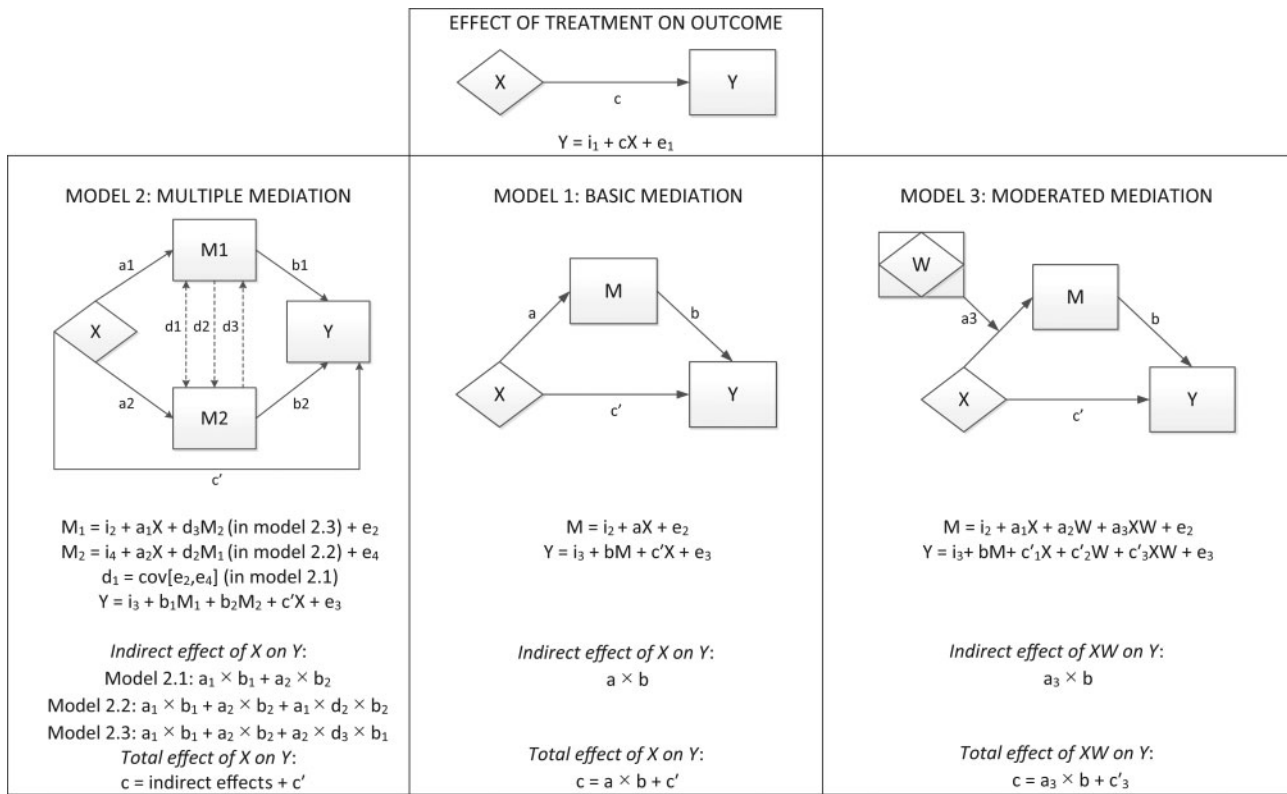 EFFECT OF TREATMENT ON OUTCOME
X
Y
c
Y = i₁ + cX + e₁
MODEL 2: MULTIPLE MEDIATION
M1
a1
b1
X
d1
d2
d3
Y
a2
b2
M2
c'
M₁ = i₂ + a₁X + d₃M₂ (in model 2.3) + e₂
M₂ = i₄ + a₂X + d₂M₁ (in model 2.2) + e₄
d₁ = cov[e₂,e₄] (in model 2.1)
Y = i₃ + b₁M₁ + b₂M₂ + c'X + e₃
Indirect effect of X on Y:
Model 2.1: a₁ × b₁ + a₂ × b₂
Model 2.2: a₁ × b₁ + a₂ × b₂ + a₁ × d₂ × b₂
Model 2.3: a₁ × b₁ + a₂ × b₂ + a₂ × d₃ × b₁
Total effect of X on Y:
c = indirect effects + c'
MODEL 1: BASIC MEDIATION
M
a
b
X
Y
c'
M = i₂ + aX + e₂
Y = i₃ + bM + c'X + e₃
Indirect effect of X on Y:
a × b
Total effect of X on Y:
c = a × b + c'
MODEL 3: MODERATED MEDIATION
W
M
a3
b
X
Y
c'
M = i₂ + a₁X + a₂W + a₃XW + e₂
Y = i₃+ bM+ c'₁X + c'₂W + c'₃XW + e₃
Indirect effect of XW on Y:
a₃ × b
Total effect of XW on Y:
c = a₃ × b + c'₃